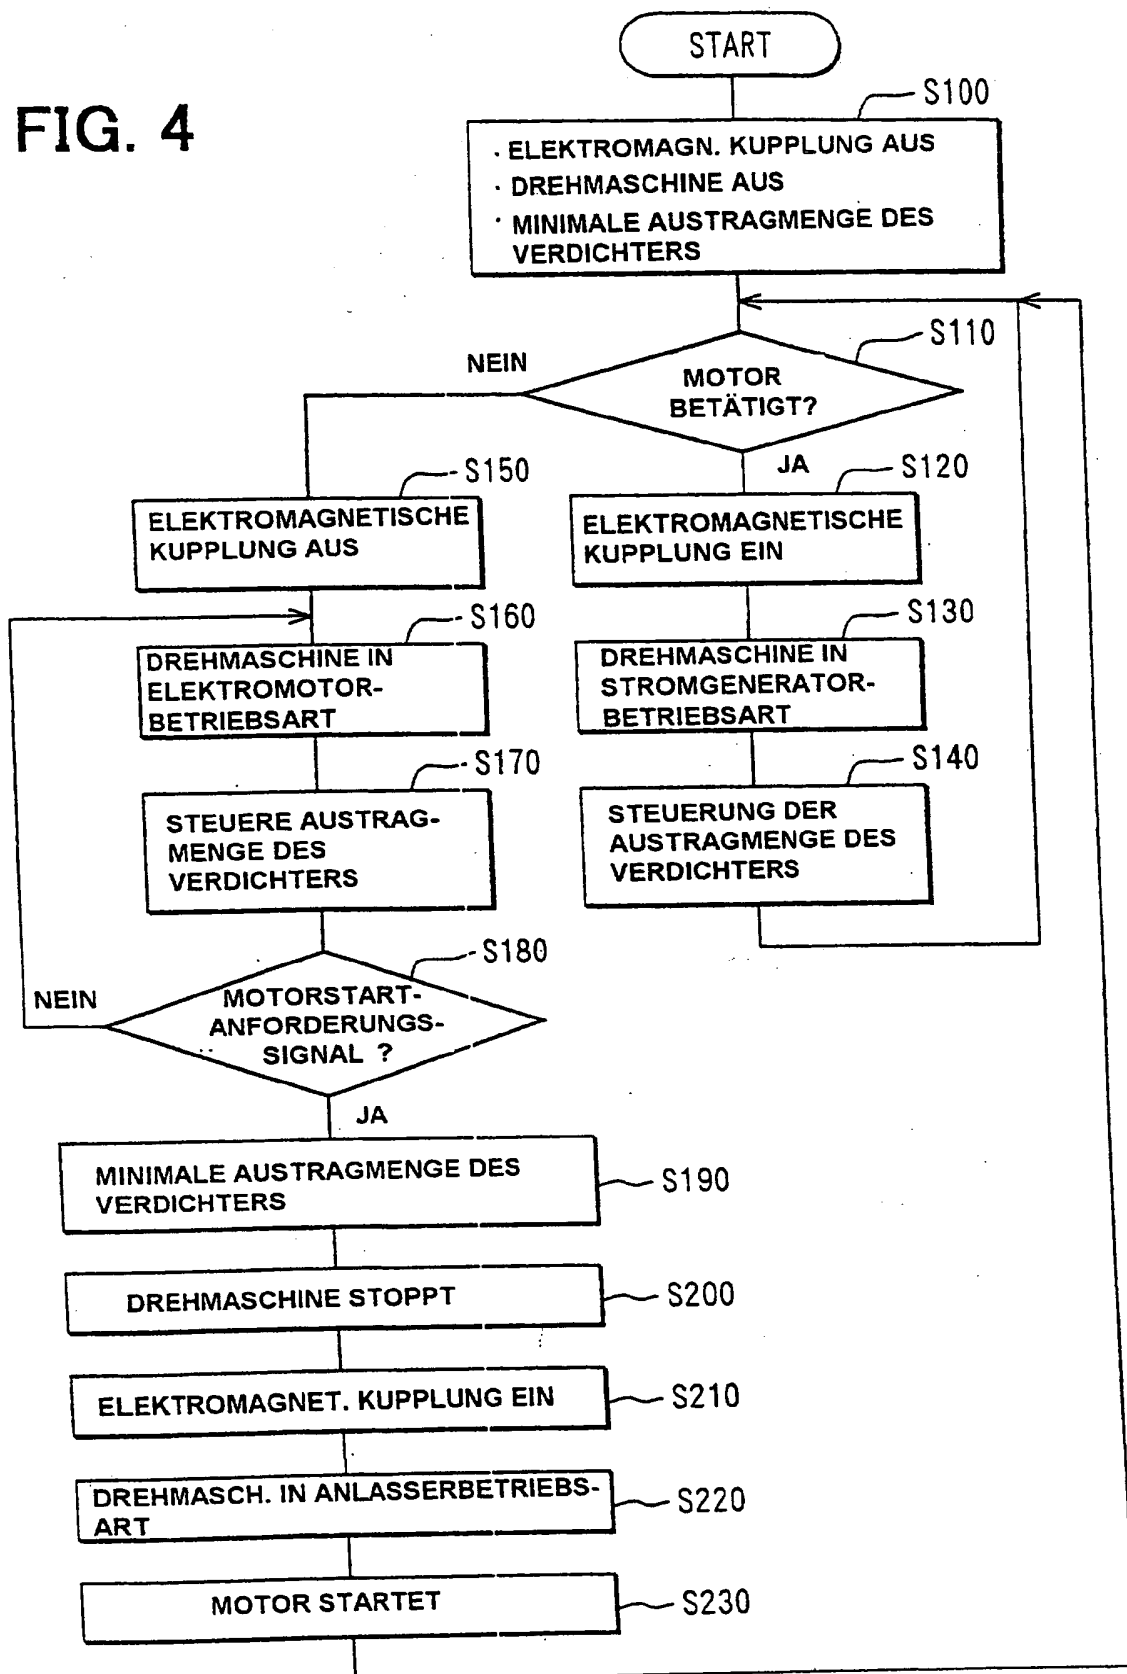 FIG. 4
START
S100
· ELEKTROMAGN. KUPPLUNG AUS
· DREHMASCHINE AUS
· MINIMALE AUSTRAGMENGE DES
VERDICHTERS
S110
NEIN
MOTOR
BETÄTIGT?
JA
S150
ELEKTROMAGNETISCHE
KUPPLUNG AUS
S120
ELEKTROMAGNETISCHE
KUPPLUNG EIN
S160
DREHMASCHINE IN
ELEKTROMOTOR-
BETRIEBSART
S130
DREHMASCHINE IN
STROMGENERATOR-
BETRIEBSART
S170
STEUERE AUSTRAG-
MENGE DES
VERDICHTERS
S140
STEUERUNG DER
AUSTRAGMENGE DES
VERDICHTERS
S180
NEIN
MOTORSTART-
ANFORDERUNGS-
SIGNAL ?
JA
MINIMALE AUSTRAGMENGE DES
VERDICHTERS
S190
DREHMASCHINE STOPPT
S200
ELEKTROMAGNET. KUPPLUNG EIN
S210
DREHMASCH. IN ANLASSERBETRIEBS-
ART
S220
MOTOR STARTET
S230